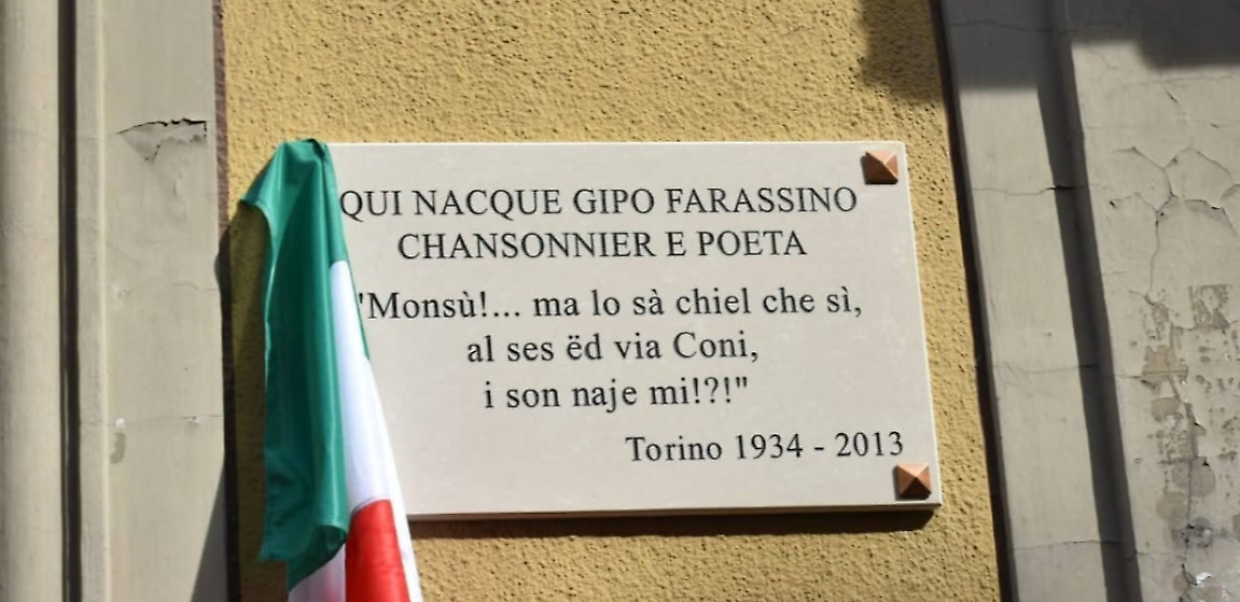 QUI NACQUE GIPO FARASSINO
CHANSONNIER E POETA
"Monsù!... ma lo sà chiel che sì,
al ses ëd via Coni,
i son naje mi!?!"
Torino 1934 - 2013